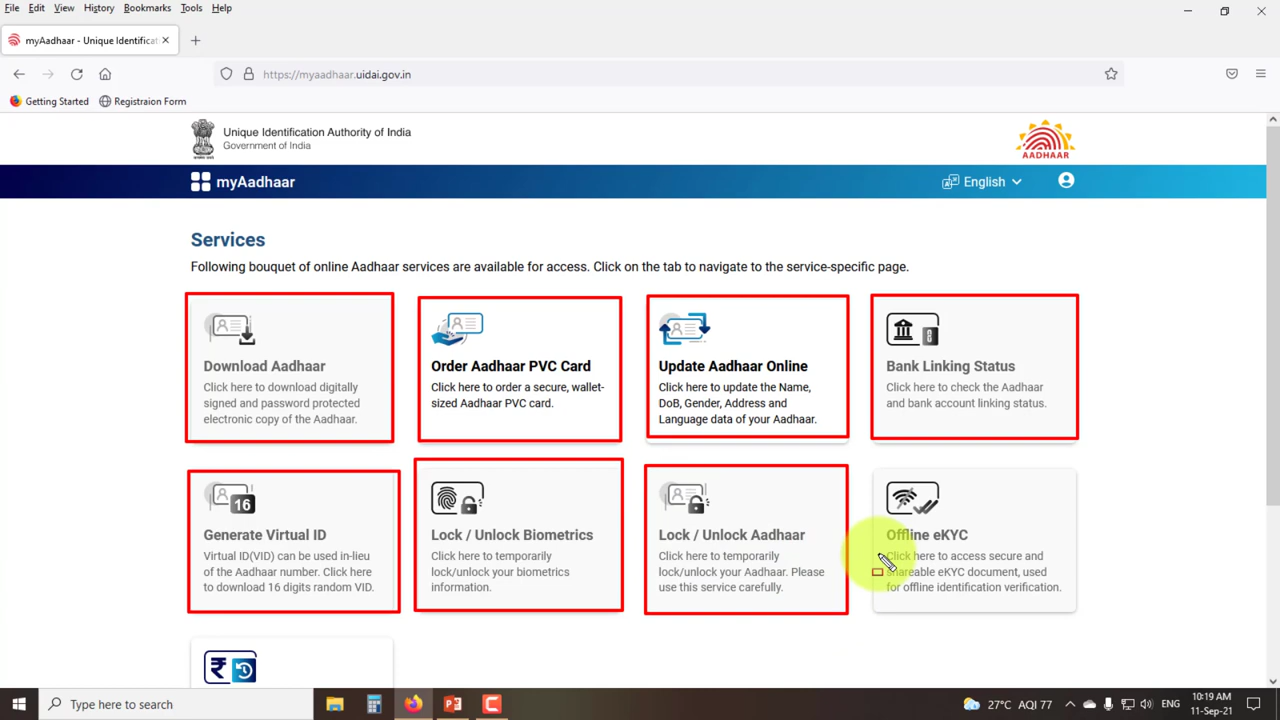 File Edit View History Bookmarks Tools Help
myAadhaar - Unique Identificat
https://myaadhaar.uidai.gov.in
Getting Started Registraion Form
Unique Identification Authority of India
Government of India
AADHAAR
myAadhaar
English
Services
Following bouquet of online Aadhaar services are available for access. Click on the tab to navigate to the service-specific page.
Download Aadhaar
Click here to download digitally
signed and password protected
electronic copy of the Aadhaar.
Order Aadhaar PVC Card
Click here to order a secure, wallet-
sized Aadhaar PVC card.
Update Aadhaar Online
Click here to update the Name,
DoB, Gender, Address and
Language data of your Aadhaar.
Bank Linking Status
Click here to check the Aadhaar
and bank account linking status.
16
Generate Virtual ID
Virtual ID(VID) can be used in-lieu
of the Aadhaar number. Click here
to download 16 digits random VID.
Lock / Unlock Biometrics
Click here to temporarily
lock/unlock your biometrics
information.
Lock / Unlock Aadhaar
Click here to temporarily
lock/unlock your Aadhaar. Please
use this service carefully.
Offline eKYC
Click here to access secure and
shareable eKYC document, used
for offline identification verification.
₹
Type here to search
27°C AQI 77
ENG
10:19 AM
11-Sep-21